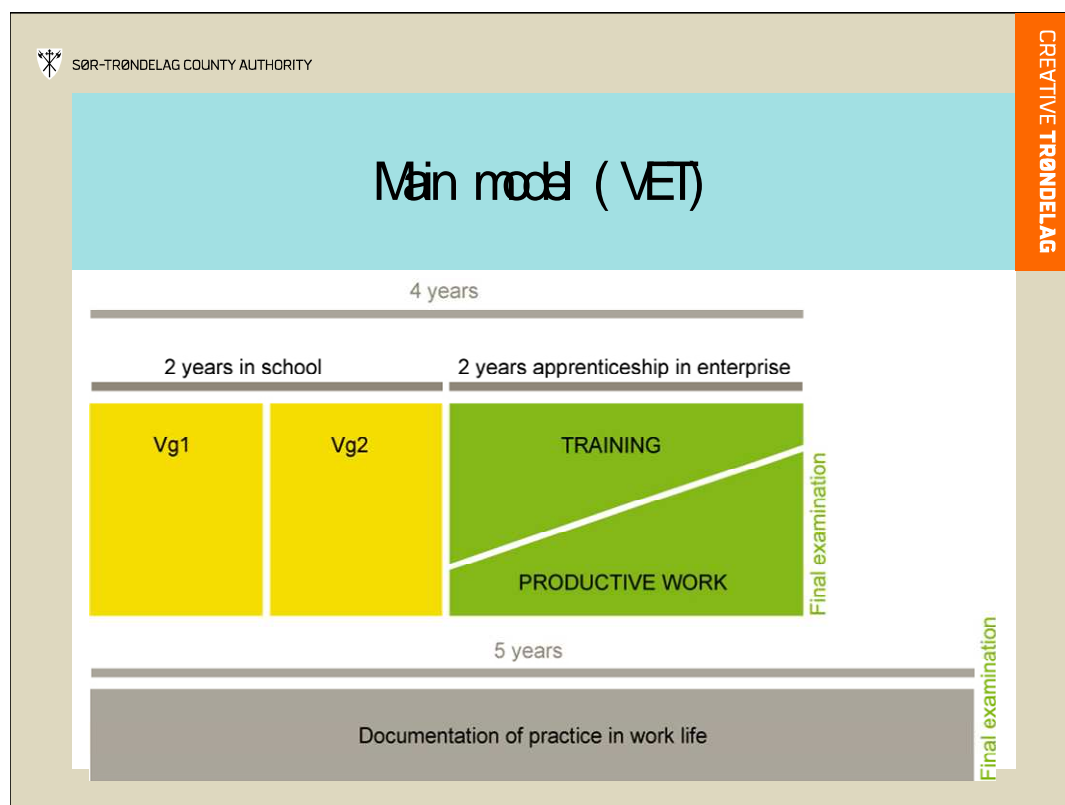 SØR-TRØNDELAG COUNTY AUTHORITY
CREATIVE TRØNDELAG
Main model ( VET)
4 years
2 years in school
2 years apprenticeship in enterprise
Vg1
Vg2
TRAINING
PRODUCTIVE WORK
Final examination
5 years
Documentation of practice in work life
Final examination